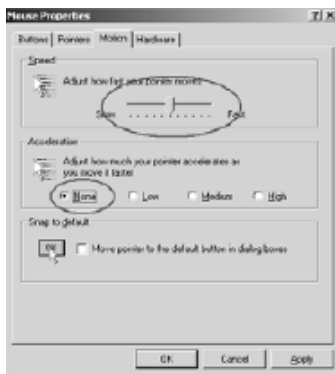 Mouse Properties
Buttons Pointers Motion Hardware
Speed
Adjust how fast your pointer moves
Slow Fast
Acceleration
Adjust how much your pointer accelerates as
you move it faster
None Low Medium High
Snap to default
OK Move pointer to the default button in dialog boxes
OK Cancel Apply